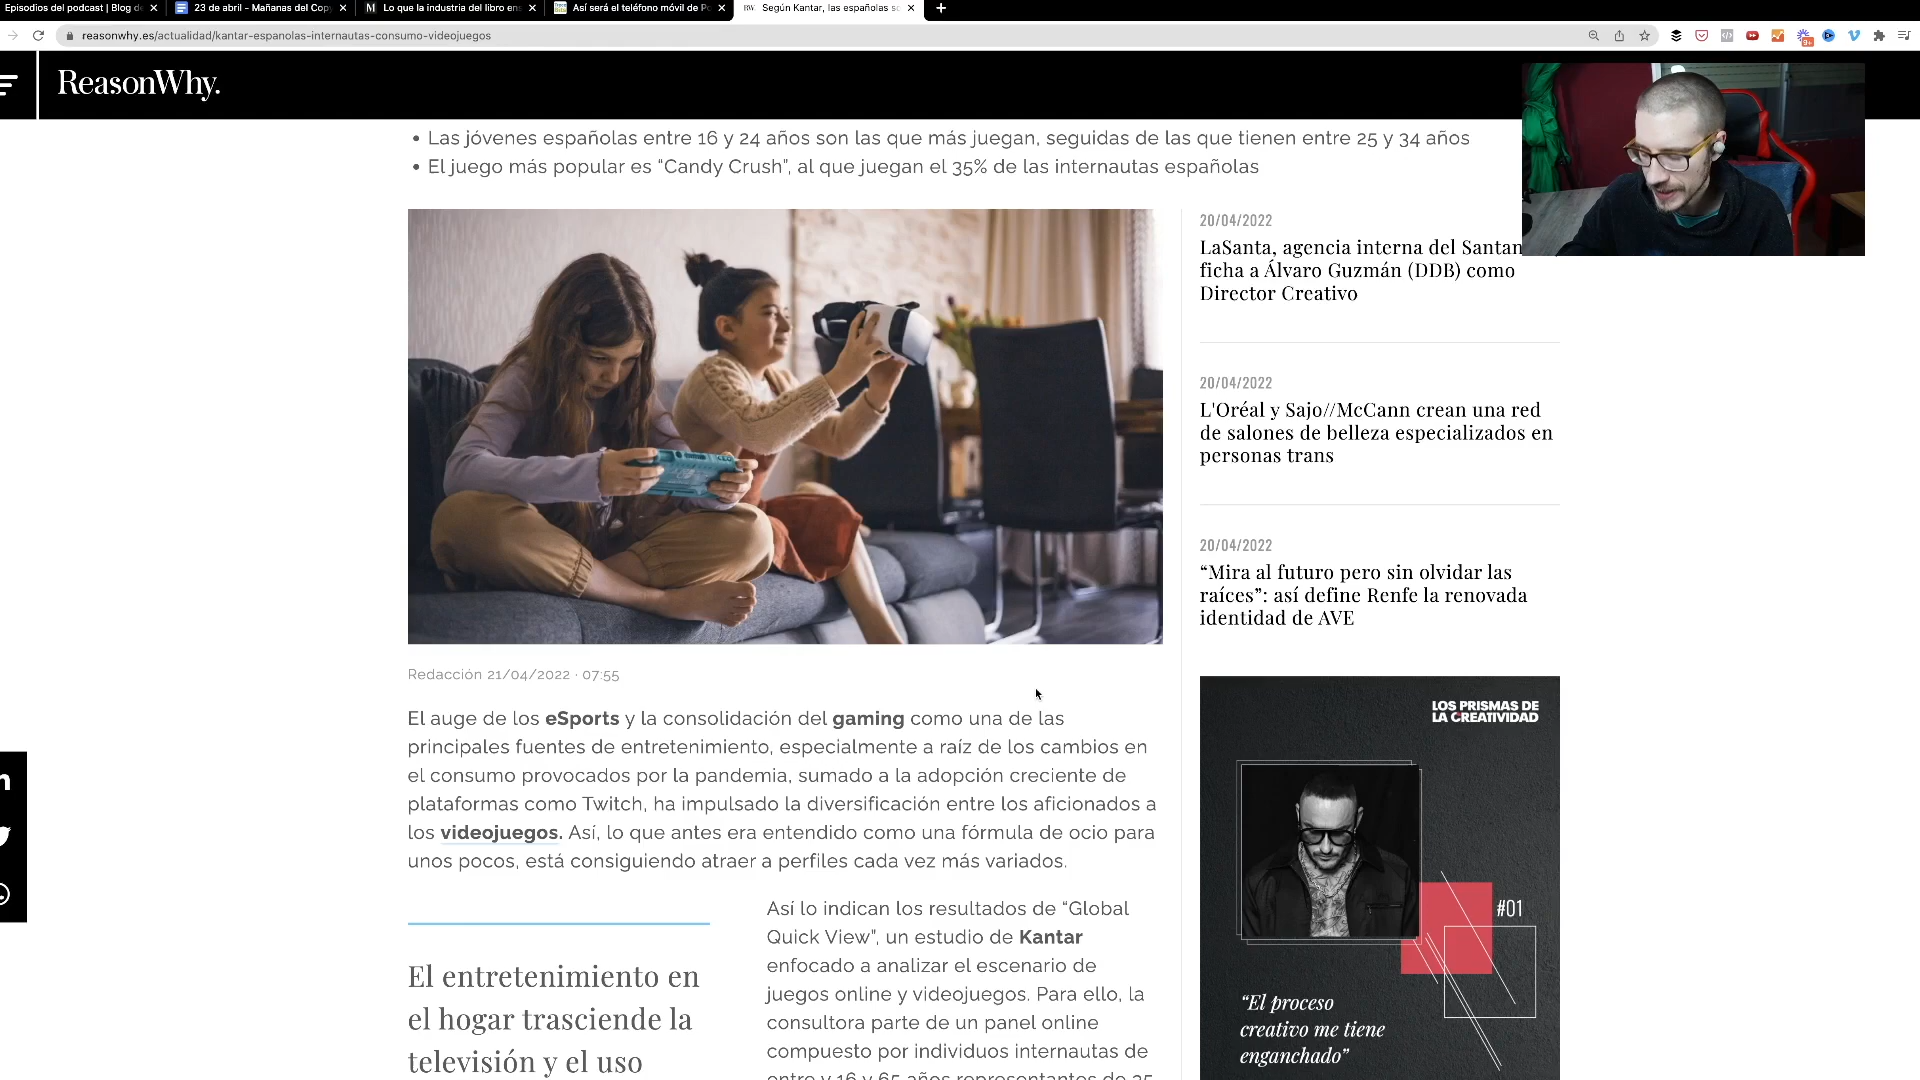 Episodios del podcast | Blog de
23 de abril - Mañanas del Cop
Lo que la industria del libro en
Así será el teléfono móvil de
Según Kantar, las españolas s
reasonwhy.es/actualidad/kantar-espanolas-internautas-consumo-videojuegos
ReasonWhy.
• Las jóvenes españolas entre 16 y 24 años son las que más juegan, seguidas de las que tienen entre 25 y 34 años
• El juego más popular es “Candy Crush”, al que juegan el 35% de las internautas españolas
20/04/2022
LaSanta, agencia interna del Santan
ficha a Álvaro Guzmán (DDB) como
Director Creativo
20/04/2022
L'Oréal y Sajo//McCann crean una red
de salones de belleza especializados en
personas trans
20/04/2022
“Mira al futuro pero sin olvidar las
raíces”: así define Renfe la renovada
identidad de AVE
Redacción 21/04/2022 · 07:55
El auge de los eSports y la consolidación del gaming como una de las
principales fuentes de entretenimiento, especialmente a raíz de los cambios en
el consumo provocados por la pandemia, sumado a la adopción creciente de
plataformas como Twitch, ha impulsado la diversificación entre los aficionados a
los videojuegos. Así, lo que antes era entendido como una fórmula de ocio para
unos pocos, está consiguiendo atraer a perfiles cada vez más variados.
El entretenimiento en
el hogar trasciende la
televisión y el uso
Así lo indican los resultados de “Global
Quick View”, un estudio de Kantar
enfocado a analizar el escenario de
juegos online y videojuegos. Para ello, la
consultora parte de un panel online
compuesto por individuos internautas de
entre y 16 y 65 años representantes de 25
LOS PRISMAS DE
LA CREATIVIDAD
#01
“El proceso
creativo me tiene
enganchado”